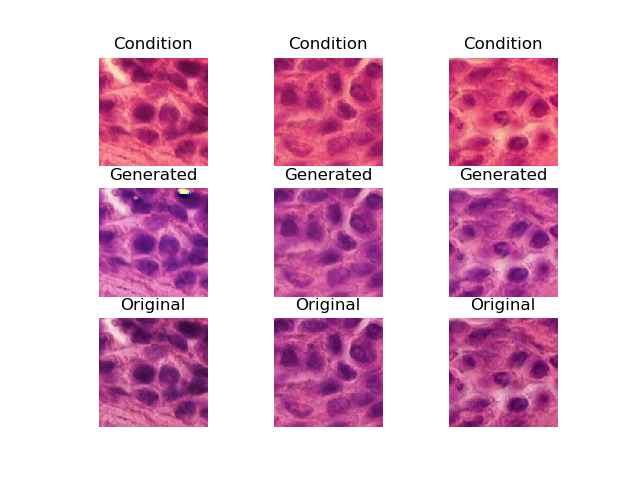 Condition Condition Condition
Generated Generated Generated
Original Original Original